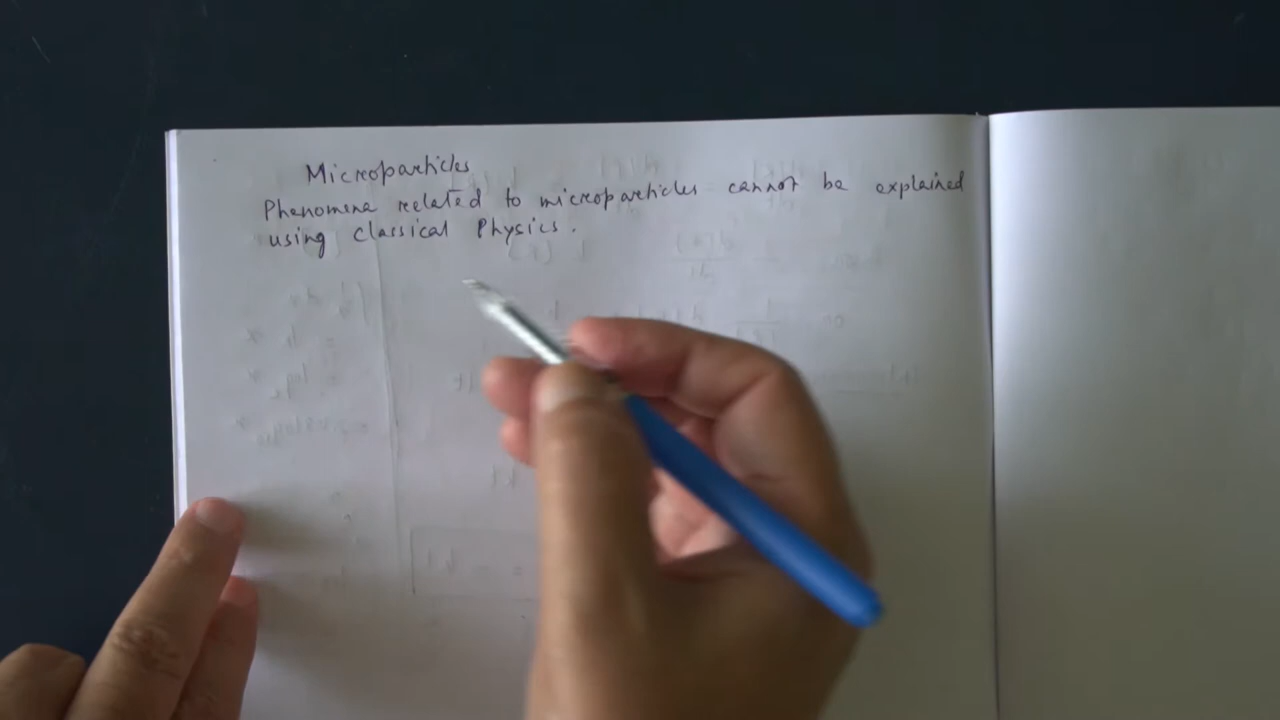 Microparticles
Phenomena related to microparticles cannot be explained
using Classical Physics.